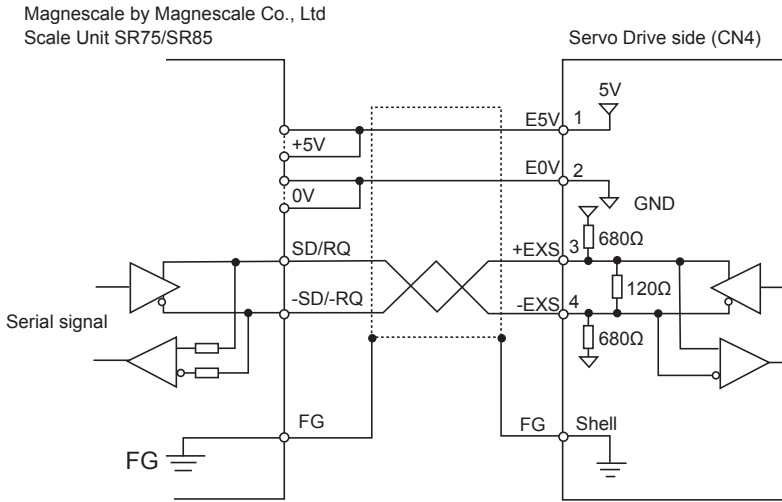 Magnescale by Magnescale Co., Ltd
Scale Unit SR75/SR85
Servo Drive side (CN4)
5V
E5V 1
+5V
E0V 2
0V
GND
680Ω
SD/RQ
+EXS 3
120Ω
-SD/-RQ
-EXS 4
Serial signal
680Ω
FG
FG Shell
FG